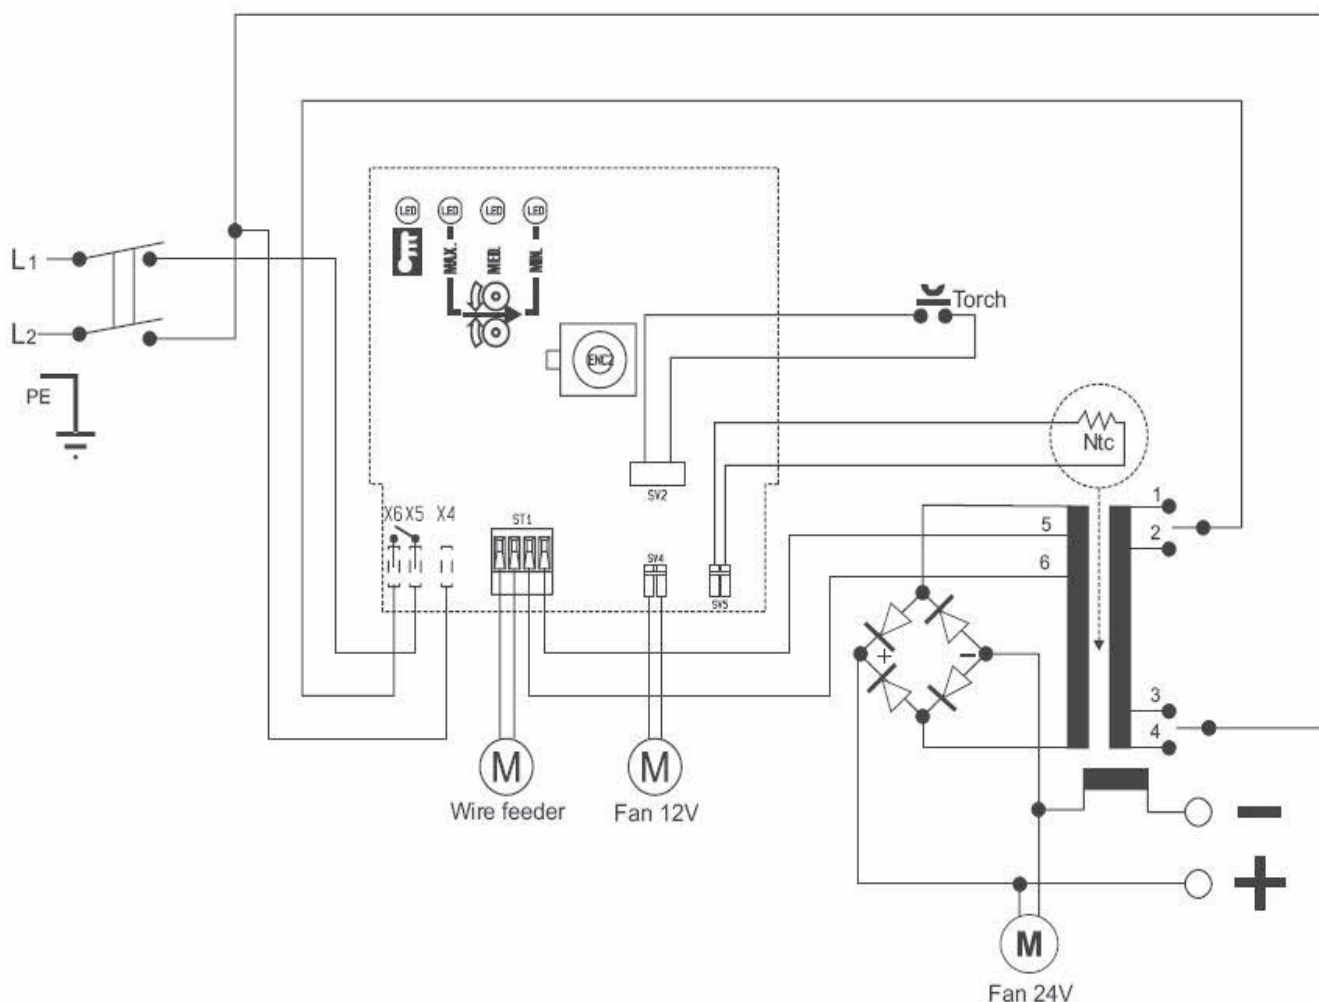 LED LED LED LED
MAX. MED. MIN.
L1
L2
PE
ENC2
Torch
Ntc
SV2
X6 X5 X4
ST1
SV4
SV5
1
2
5
6
3
4
+
−
M
Wire feeder
M
Fan 12V
−
+
M
Fan 24V